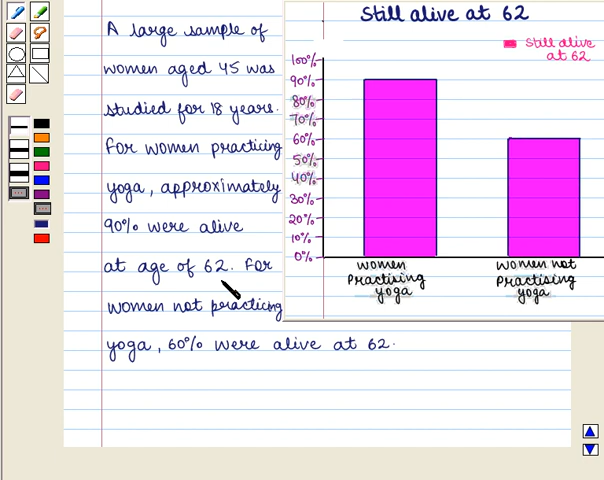 A large sample of
women aged 45 was
studied for 18 years.
For women practicing
yoga, approximately
90% were alive
at age of 62. For
women not practicing
yoga, 60% were alive at 62.
Still alive at 62
Still alive
at 62
100%
90%
80%
70%
60%
50%
40%
30%
20%
10%
0%
women
Practising
yoga
women not
Practising
yoga